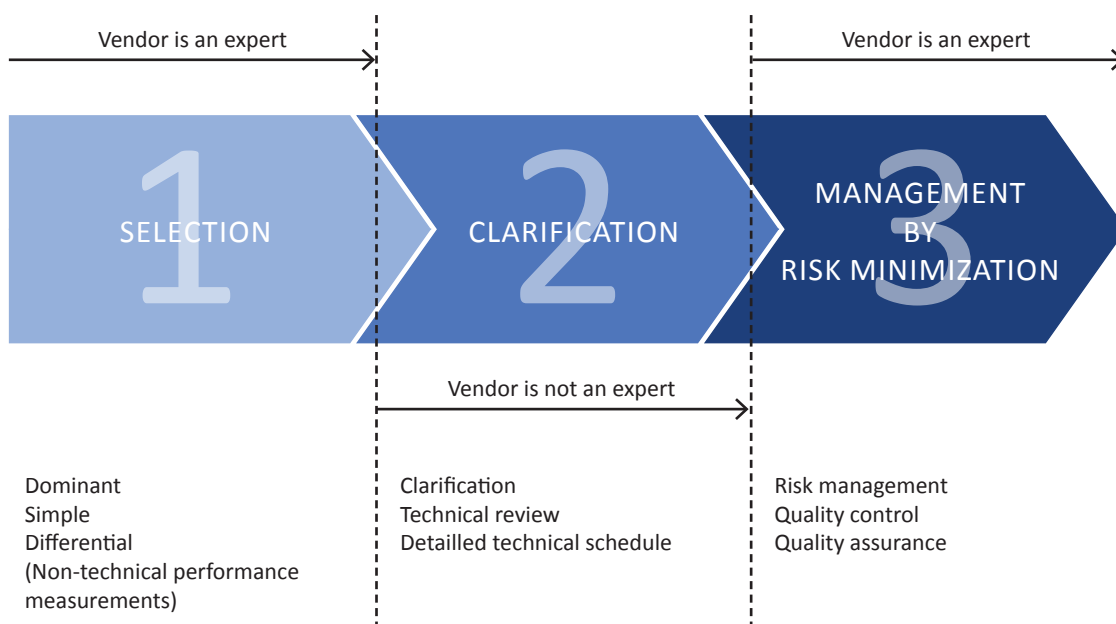 Vendor is an expert
Vendor is an expert
1
SELECTION
2
CLARIFICATION
3
MANAGEMENT
BY
RISK MINIMIZATION
Vendor is not an expert
Dominant
Simple
Differential
(Non-technical performance
measurements)
Clarification
Technical review
Detailled technical schedule
Risk management
Quality control
Quality assurance